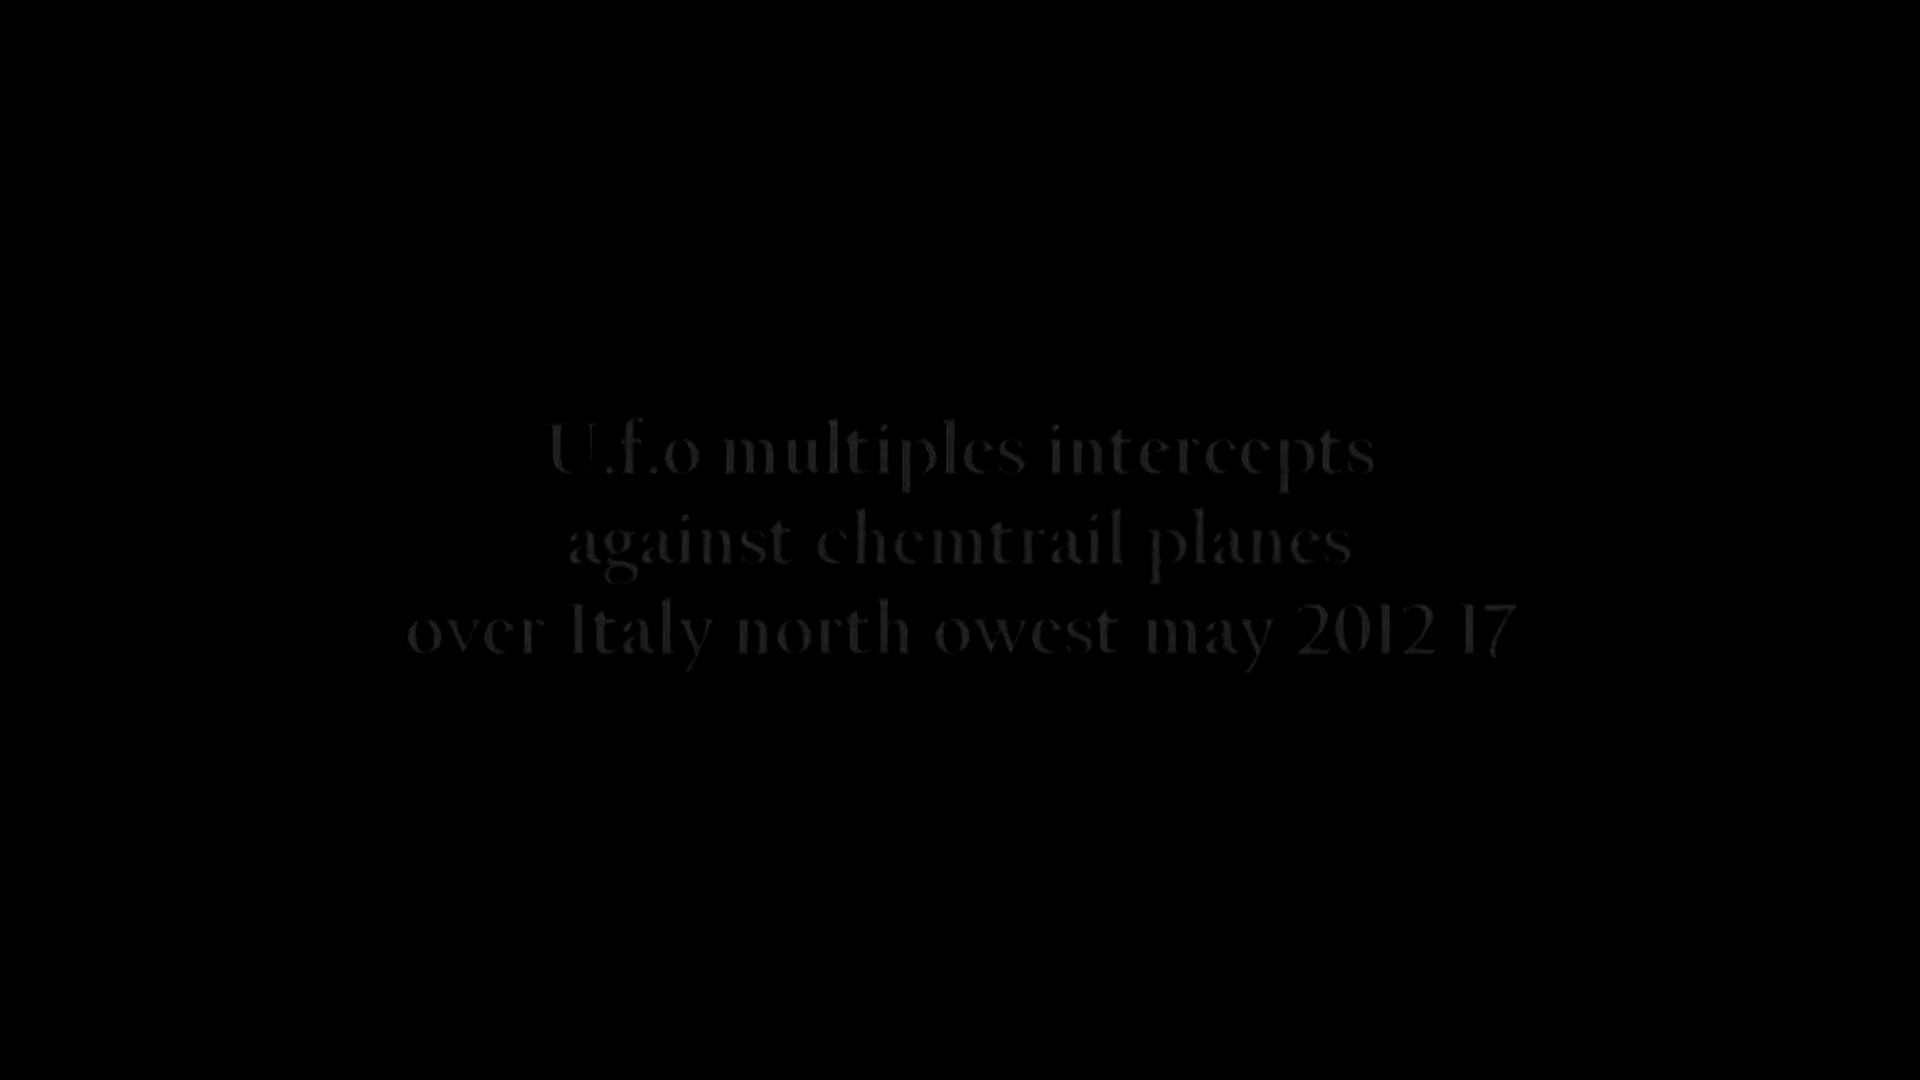 U.f.o multiples intercepts
against chemtrail planes
over Italy north owest may 2012 17